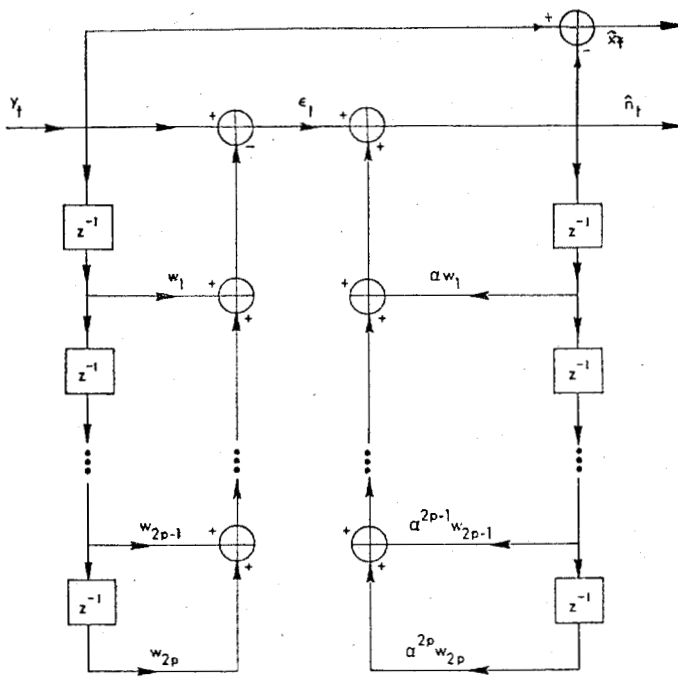 +
-
x̂t
yt
+
-
εt
+
+
n̂t
z⁻¹
z⁻¹
w1
+
+
+
+
αw1
z⁻¹
z⁻¹
w2p-1
+
+
+
+
α²ᵖ⁻¹w2p-1
z⁻¹
z⁻¹
w2p
α²ᵖw2p